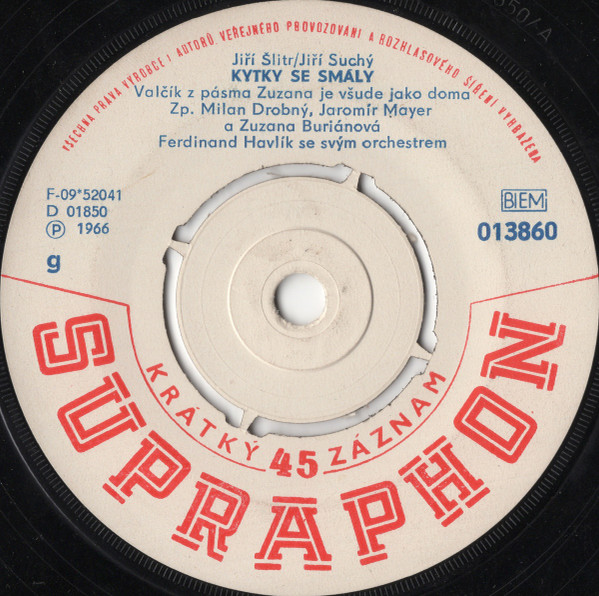 VŠECHNA PRÁVA VÝROBCE I AUTORŮ, VEŘEJNÉHO PROVOZOVÁNÍ A ROZHLASOVÉHO ŠÍŘENÍ VYHRAŽENA
Jiří Šlitr/Jiří Suchý
KYTKY SE SMÁLY
Valčík z pásma Zuzana je všude jako doma
Zp. Milan Drobný, Jaromír Mayer
a Zuzana Buriánová
Ferdinand Havlík se svým orchestrem
F-09*52041
D 01850
Ⓟ 1966
g
BIEM
013860
KRÁTKÝ 45 ZÁZNAM
SUPRAPHON